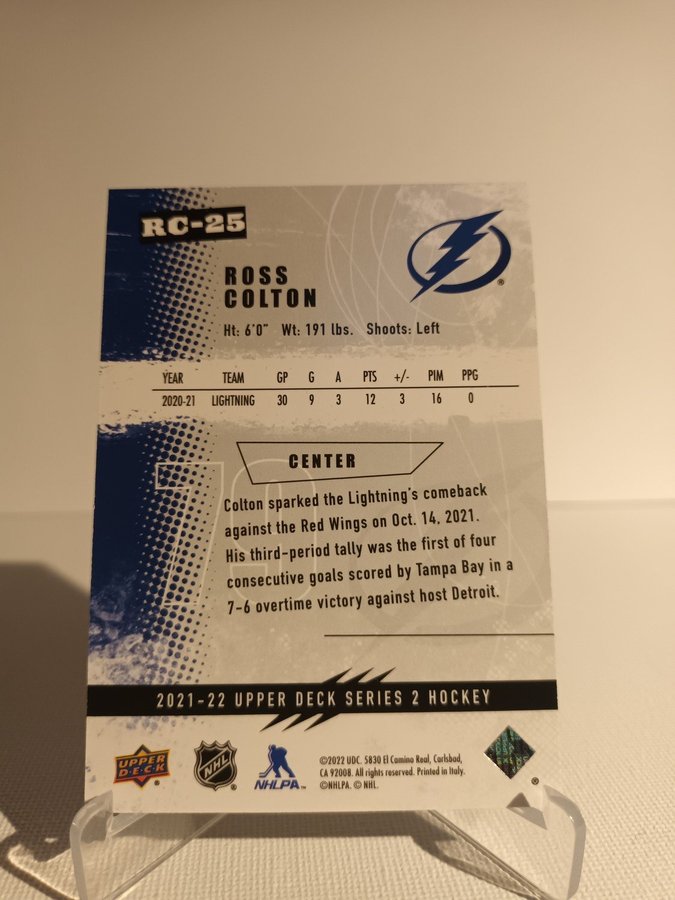 RC-25
ROSS
COLTON
Ht: 6'0" Wt: 191 lbs. Shoots: Left
YEAR TEAM GP G A PTS +/- PIM PPG
2020-21 LIGHTNING 30 9 3 12 3 16 0
79
CENTER
Colton sparked the Lightning's comeback
against the Red Wings on Oct. 14, 2021.
His third-period tally was the first of four
consecutive goals scored by Tampa Bay in a
7-6 overtime victory against host Detroit.
2021-22 UPPER DECK SERIES 2 HOCKEY
UPPER
DECK
®
NHL
®
NHLPA
©2022 UDC. 5830 El Camino Real, Carlsbad,
CA 92008. All rights reserved. Printed in Italy.
©NHLPA. © NHL.
®